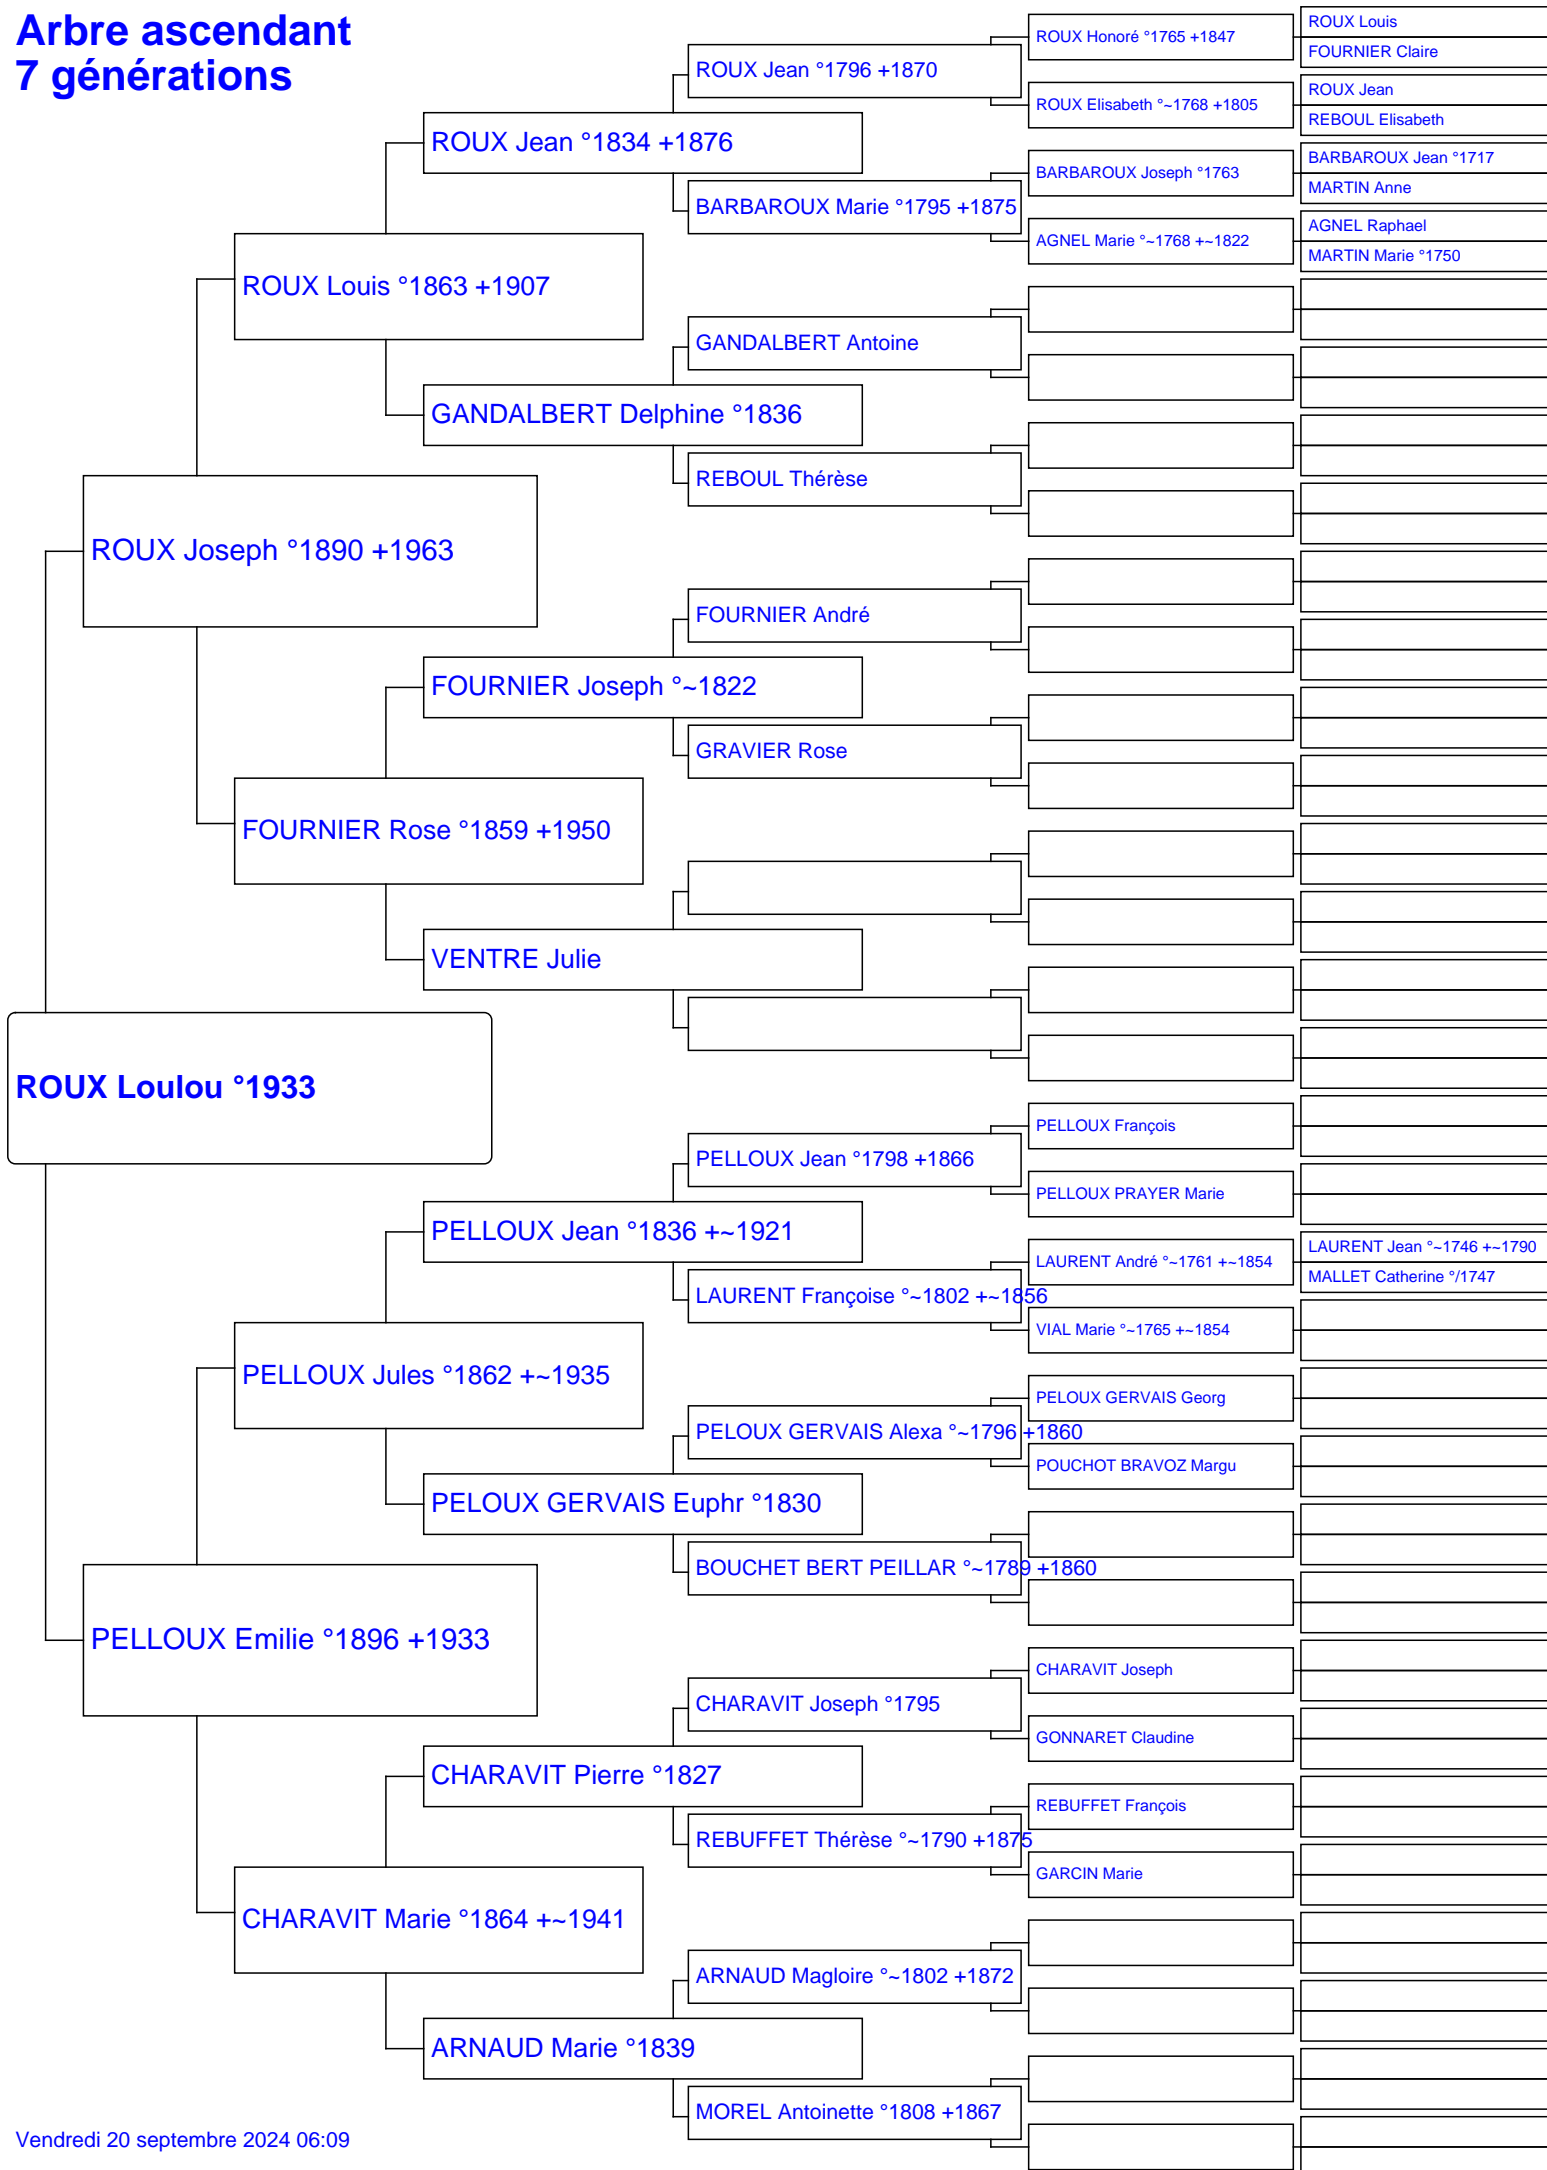 Arbre ascendant
7 générations
ROUX Loulou °1933
ROUX Joseph °1890 +1963
PELLOUX Emilie °1896 +1933
ROUX Louis °1863 +1907
FOURNIER Rose °1859 +1950
PELLOUX Jules °1862 +~1935
CHARAVIT Marie °1864 +~1941
ROUX Jean °1834 +1876
GANDALBERT Delphine °1836
FOURNIER Joseph °~1822
VENTRE Julie
PELLOUX Jean °1836 +~1921
PELOUX GERVAIS Euphr °1830
CHARAVIT Pierre °1827
ARNAUD Marie °1839
ROUX Jean °1796 +1870
BARBAROUX Marie °1795 +1875
GANDALBERT Antoine
REBOUL Thérèse
FOURNIER André
GRAVIER Rose
PELLOUX Jean °1798 +1866
LAURENT Françoise °~1802 +~1856
PELOUX GERVAIS Alexa °~1796 +1860
BOUCHET BERT PEILLAR °~1789 +1860
CHARAVIT Joseph °1795
REBUFFET Thérèse °~1790 +1875
ARNAUD Magloire °~1802 +1872
MOREL Antoinette °1808 +1867
ROUX Honoré °1765 +1847
ROUX Elisabeth °~1768 +1805
BARBAROUX Joseph °1763
AGNEL Marie °~1768 +~1822
PELLOUX François
PELLOUX PRAYER Marie
LAURENT André °~1761 +~1854
VIAL Marie °~1765 +~1854
PELOUX GERVAIS Georg
POUCHOT BRAVOZ Margu
CHARAVIT Joseph
GONNARET Claudine
REBUFFET François
GARCIN Marie
ROUX Louis
FOURNIER Claire
ROUX Jean
REBOUL Elisabeth
BARBAROUX Jean °1717
MARTIN Anne
AGNEL Raphael
MARTIN Marie °1750
LAURENT Jean °~1746 +~1790
MALLET Catherine °/1747
Vendredi 20 septembre 2024 06:09